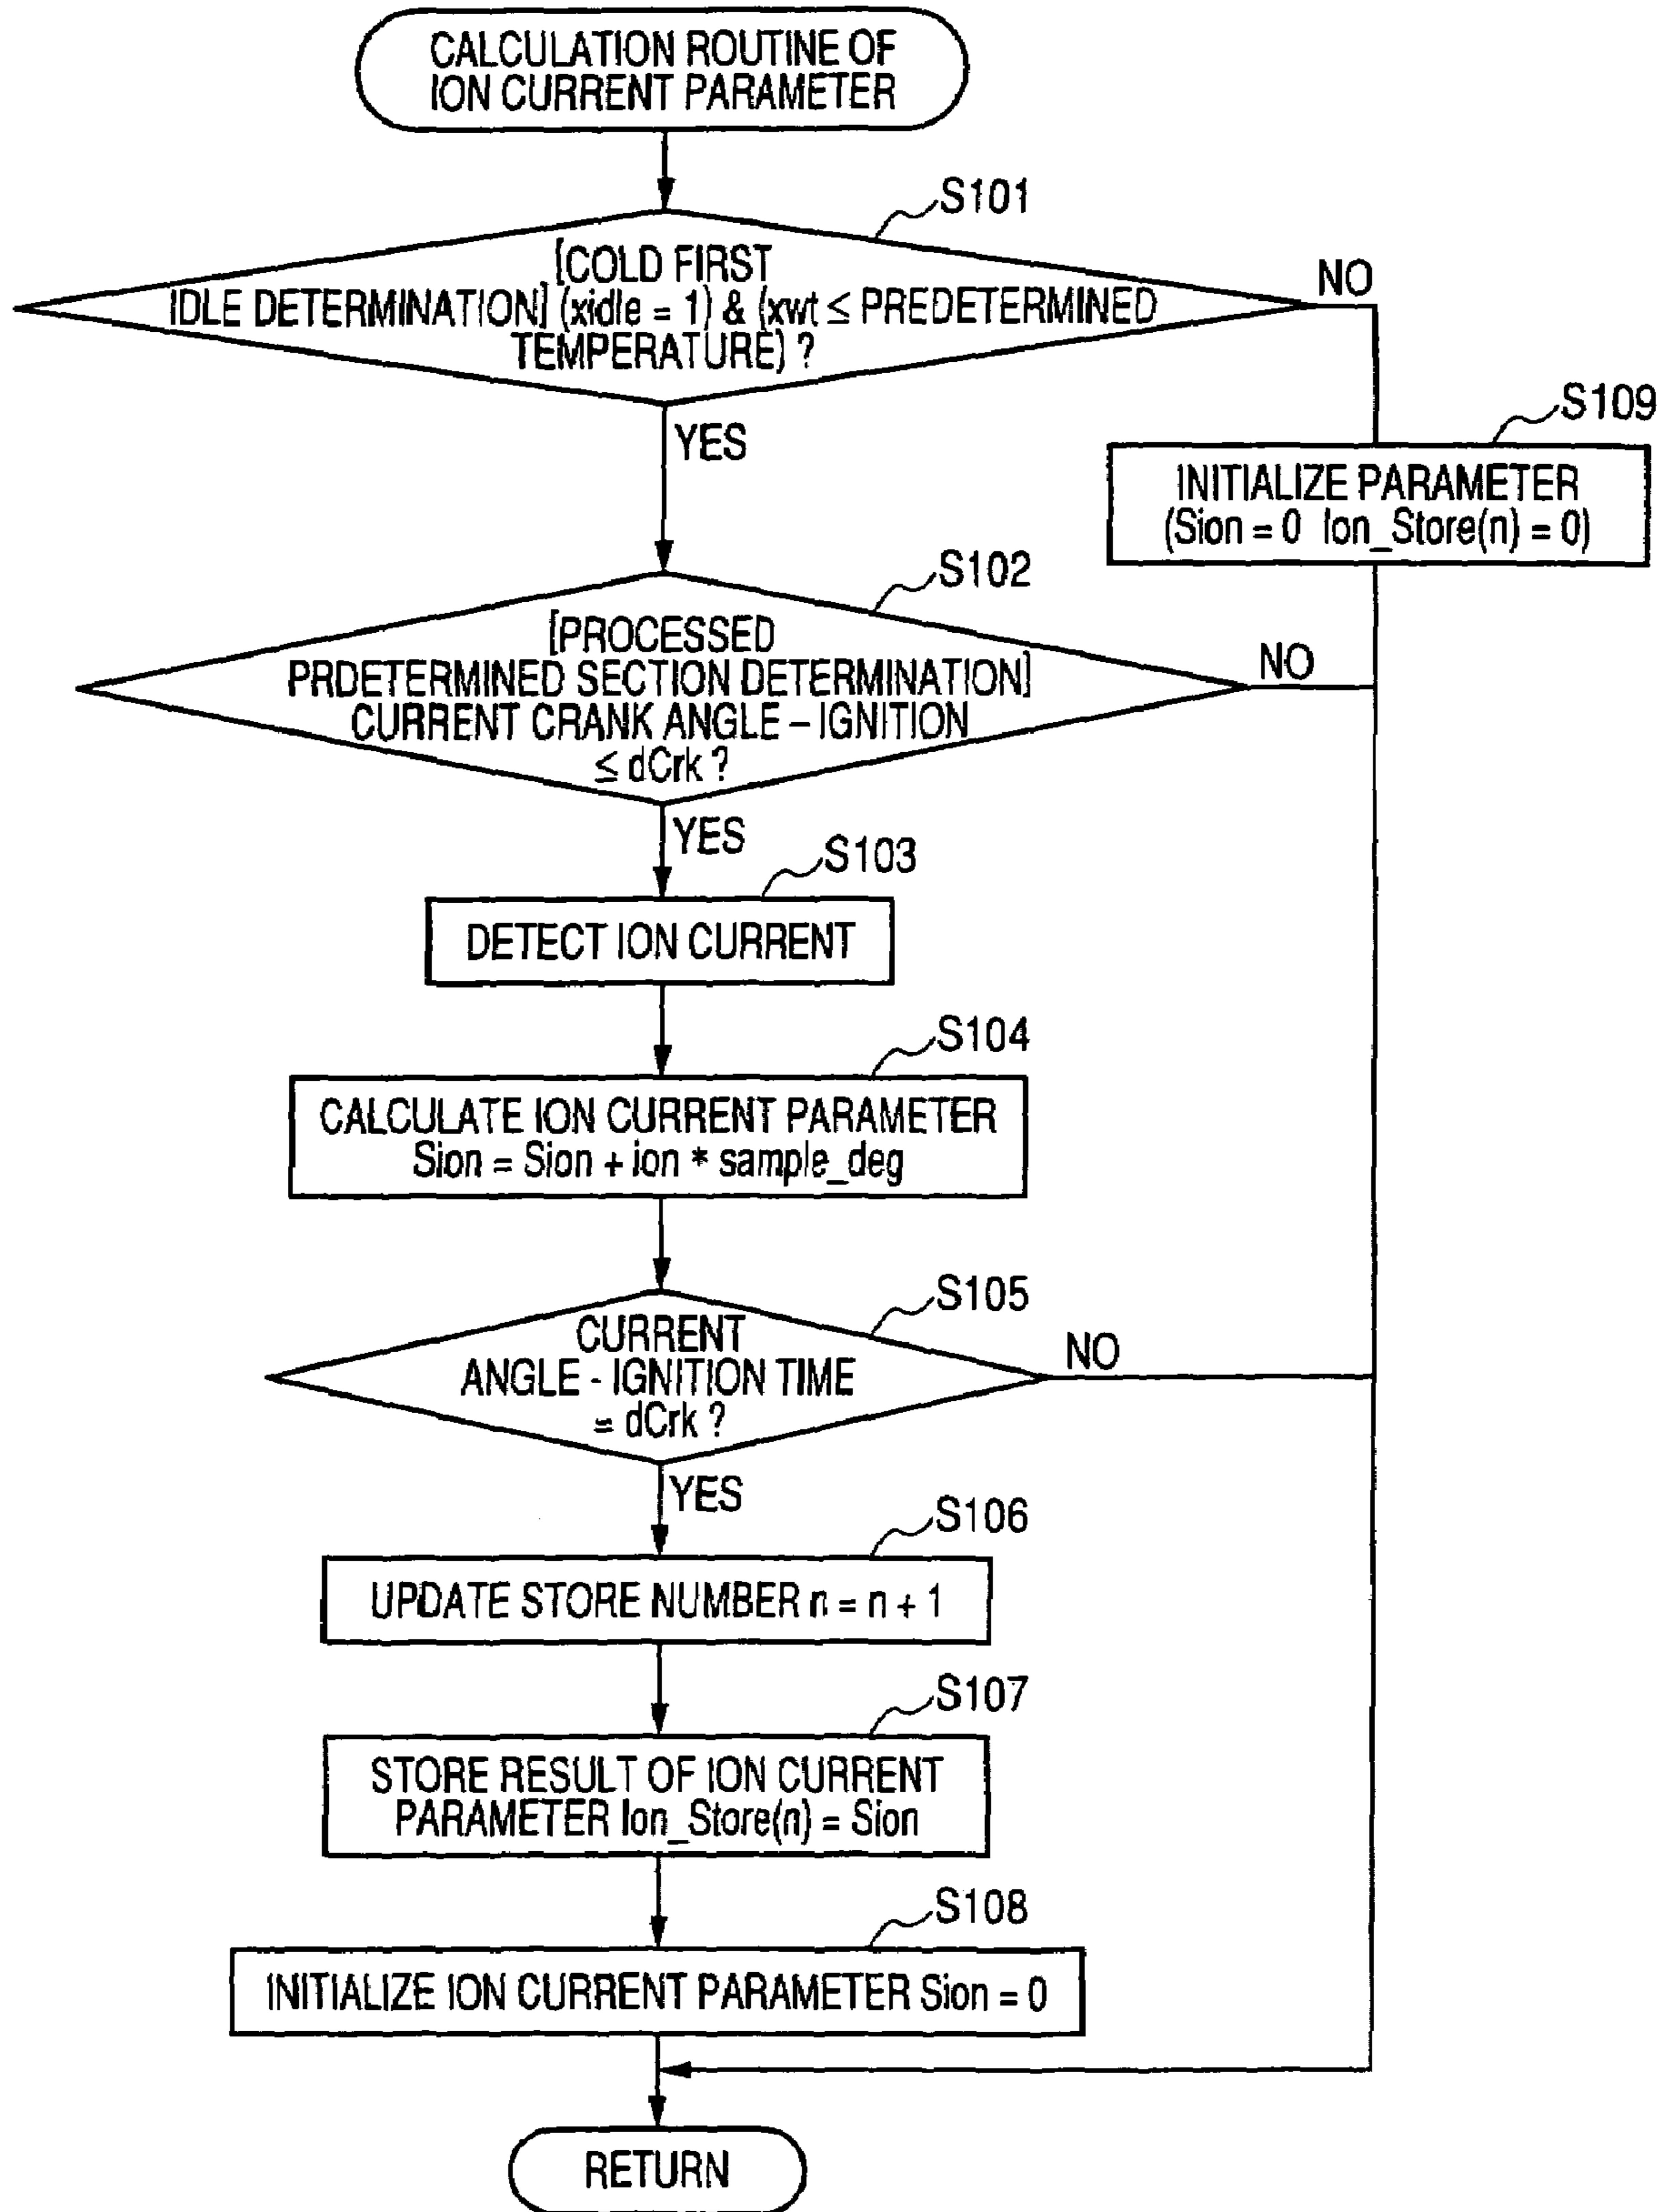 CALCULATION ROUTINE OF
ION CURRENT PARAMETER
S101
[COLD FIRST
IDLE DETERMINATION] (xidle = 1) & (xwt ≤ PREDETERMINED
TEMPERATURE) ?
NO
YES
S109
INITIALIZE PARAMETER
(Sion = 0 Ion_Store(n) = 0)
S102
[PROCESSED
PRDETERMINED SECTION DETERMINATION]
CURRENT CRANK ANGLE – IGNITION
≤ dCrk ?
NO
YES
S103
DETECT ION CURRENT
S104
CALCULATE ION CURRENT PARAMETER
Sion = Sion + ion * sample_deg
S105
CURRENT
ANGLE - IGNITION TIME
= dCrk ?
NO
YES
S106
UPDATE STORE NUMBER n = n + 1
S107
STORE RESULT OF ION CURRENT
PARAMETER Ion_Store(n) = Sion
S108
INITIALIZE ION CURRENT PARAMETER Sion = 0
RETURN